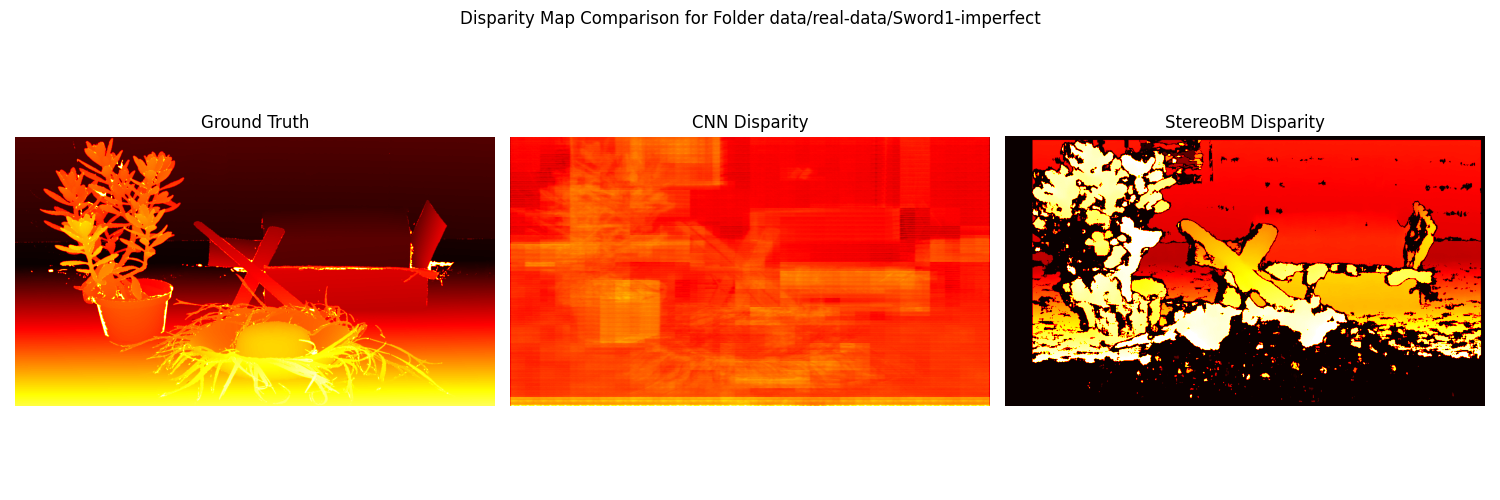 Disparity Map Comparison for Folder data/real-data/Sword1-imperfect
Ground Truth
CNN Disparity
StereoBM Disparity